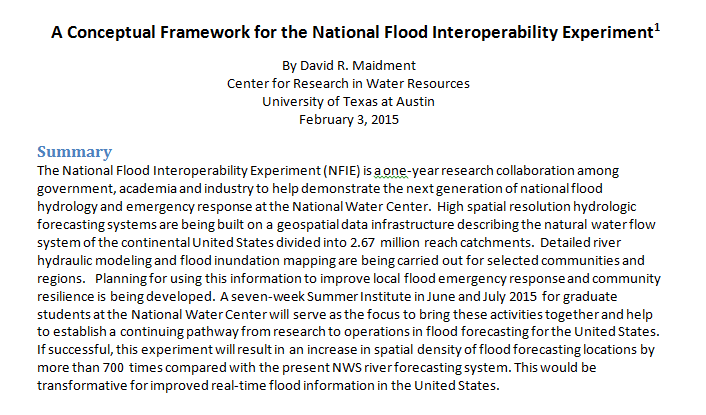 A Conceptual Framework for the National Flood Interoperability Experiment1
By David R. Maidment
Center for Research in Water Resources
University of Texas at Austin
February 3, 2015
Summary
The National Flood Interoperability Experiment (NFIE) is a one-year research collaboration among
government, academia and industry to help demonstrate the next generation of national flood
hydrology and emergency response at the National Water Center. High spatial resolution hydrologic
forecasting systems are being built on a geospatial data infrastructure describing the natural water flow
system of the continental United States divided into 2.67 million reach catchments. Detailed river
hydraulic modeling and flood inundation mapping are being carried out for selected communities and
regions. Planning for using this information to improve local flood emergency response and community
resilience is being developed. A seven-week Summer Institute in June and July 2015 for graduate
students at the National Water Center will serve as the focus to bring these activities together and help
to establish a continuing pathway from research to operations in flood forecasting for the United States.
If successful, this experiment will result in an increase in spatial density of flood forecasting locations by
more than 700 times compared with the present NWS river forecasting system. This would be
transformative for improved real-time flood information in the United States.